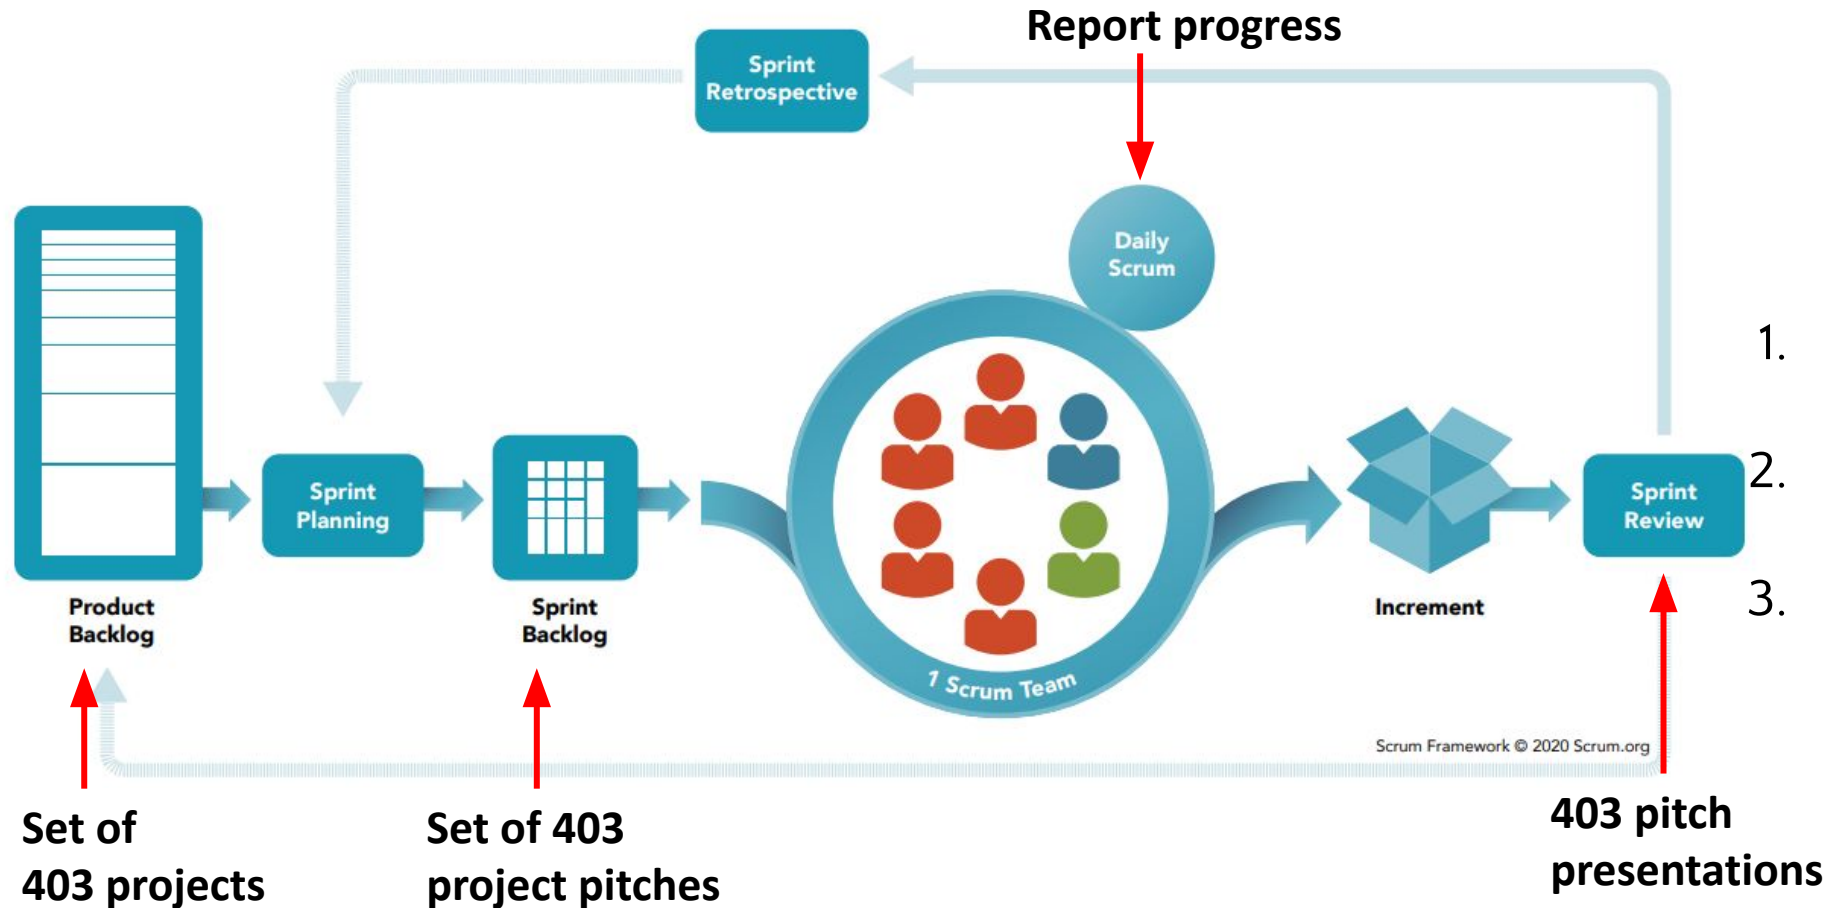 Report progress
Sprint
Retrospective
Daily
Scrum
1.
Sprint
Planning
2.
Sprint
Review
Product
Backlog
Sprint
Backlog
Increment
3.
1 Scrum Team
Scrum Framework © 2020 Scrum.org
Set of
403 projects
Set of 403
project pitches
403 pitch
presentations